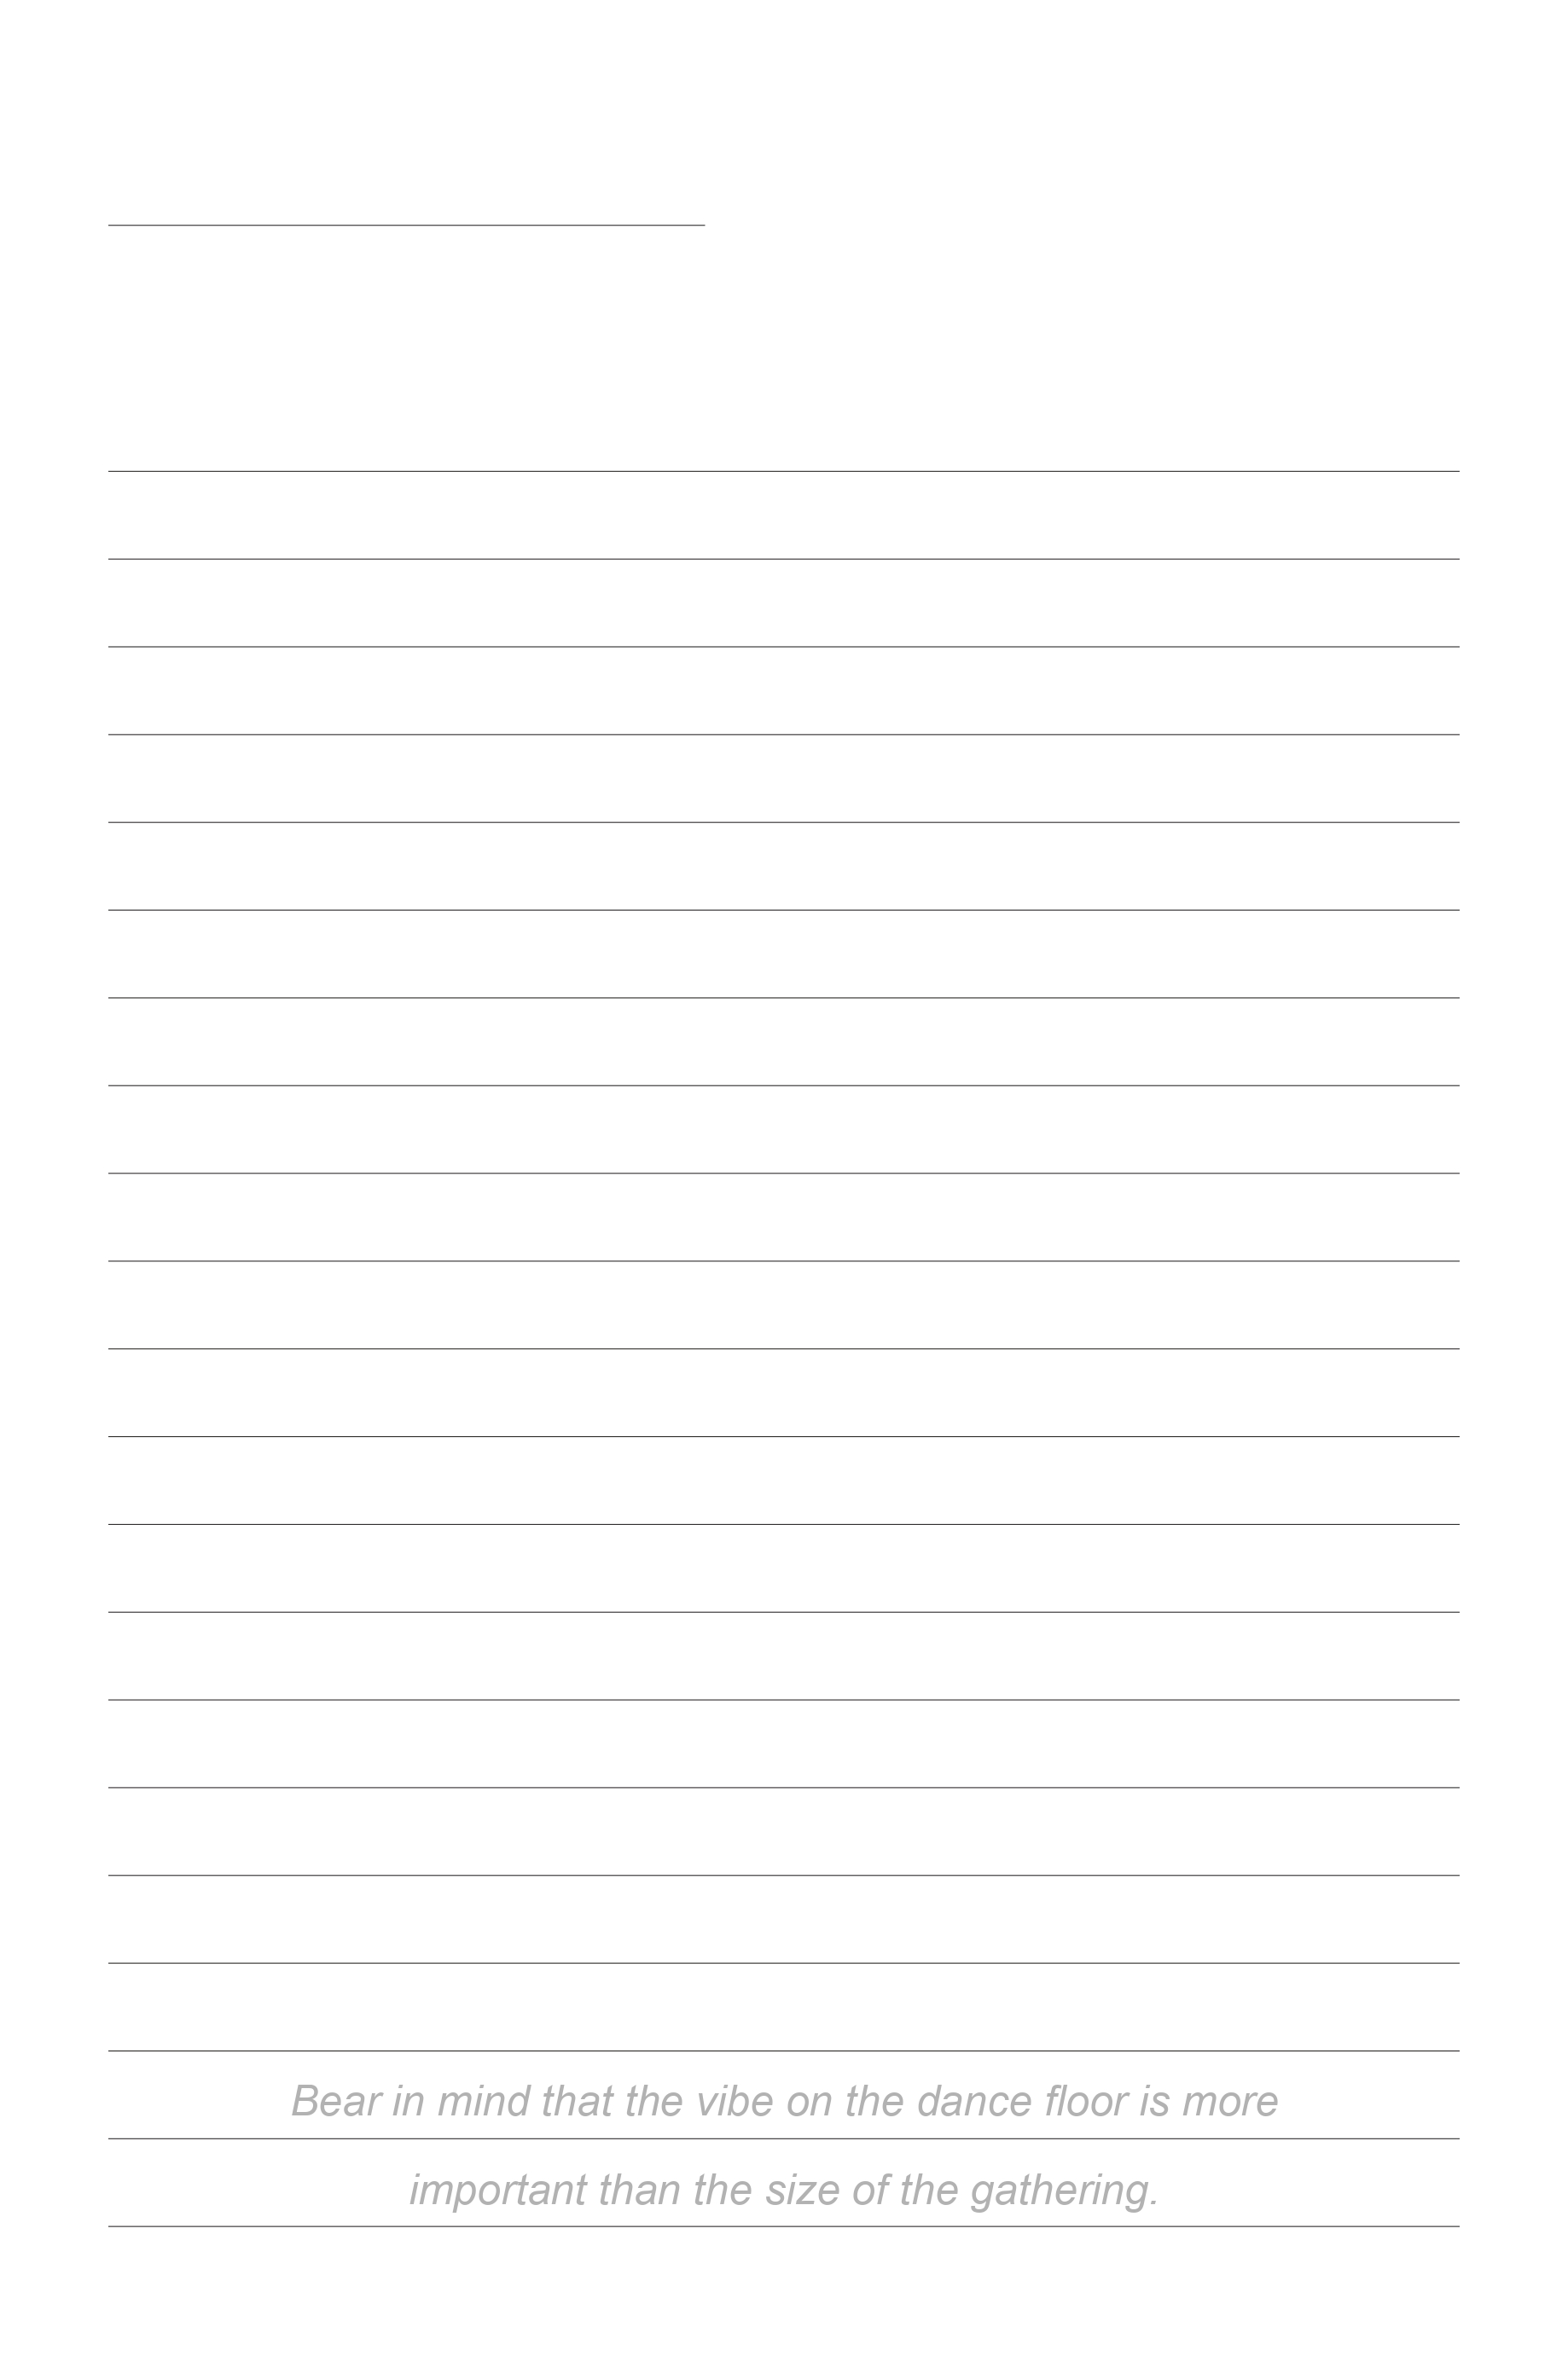 Bear in mind that the vibe on the dance floor is more
important than the size of the gathering.